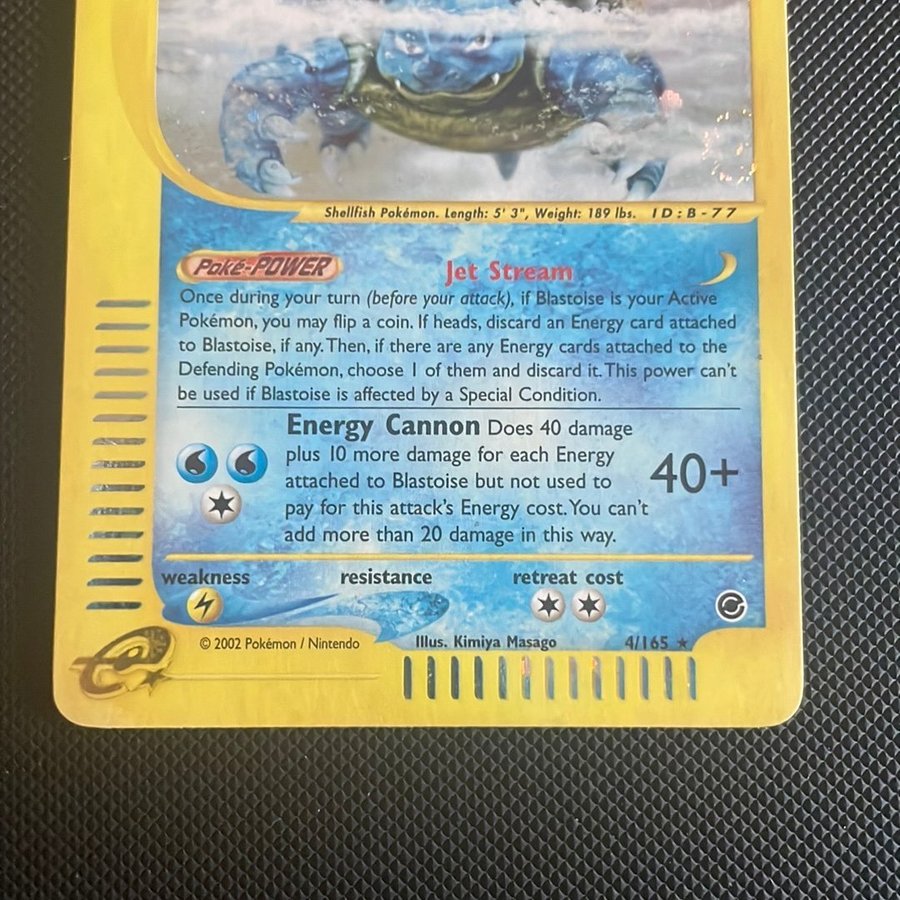 Shellfish Pokémon. Length: 5' 3", Weight: 189 lbs. ID:B-77
Poké-POWER Jet Stream
Once during your turn (before your attack), if Blastoise is your Active
Pokémon, you may flip a coin. If heads, discard an Energy card attached
to Blastoise, if any. Then, if there are any Energy cards attached to the
Defending Pokémon, choose 1 of them and discard it. This power can't
be used if Blastoise is affected by a Special Condition.
Energy Cannon Does 40 damage
plus 10 more damage for each Energy
attached to Blastoise but not used to
pay for this attack's Energy cost. You can't
add more than 20 damage in this way.
40+
weakness resistance retreat cost
© 2002 Pokémon / Nintendo Illus. Kimiya Masago 4/165 ★
e